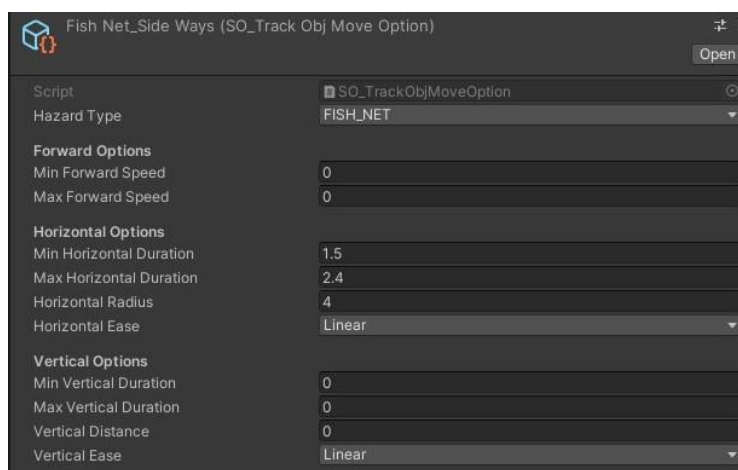 Fish Net_Side Ways (SO_Track Obj Move Option)
Open
Script SO_TrackObjMoveOption
Hazard Type FISH_NET
Forward Options
Min Forward Speed 0
Max Forward Speed 0
Horizontal Options
Min Horizontal Duration 1.5
Max Horizontal Duration 2.4
Horizontal Radius 4
Horizontal Ease Linear
Vertical Options
Min Vertical Duration 0
Max Vertical Duration 0
Vertical Distance 0
Vertical Ease Linear